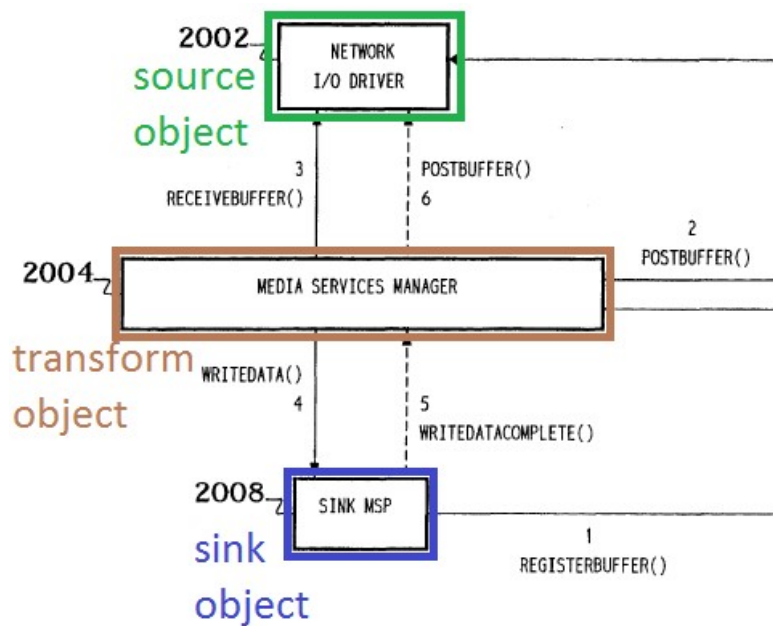 2002
source
object
NETWORK
I/O DRIVER
3
RECEIVEBUFFER()
POSTBUFFER()
6
2
POSTBUFFER()
2004
MEDIA SERVICES MANAGER
transform
object
WRITEDATA()
4
5
WRITEDATACOMPLETE()
2008
SINK MSP
sink
object
1
REGISTERBUFFER()